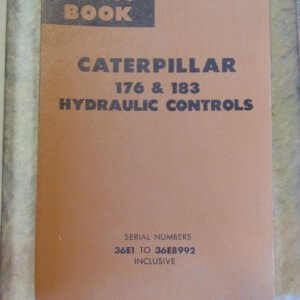 BOOK
CATERPILLAR
176 & 183
HYDRAULIC CONTROLS
SERIAL NUMBERS
36E1 TO 36E8992
INCLUSIVE